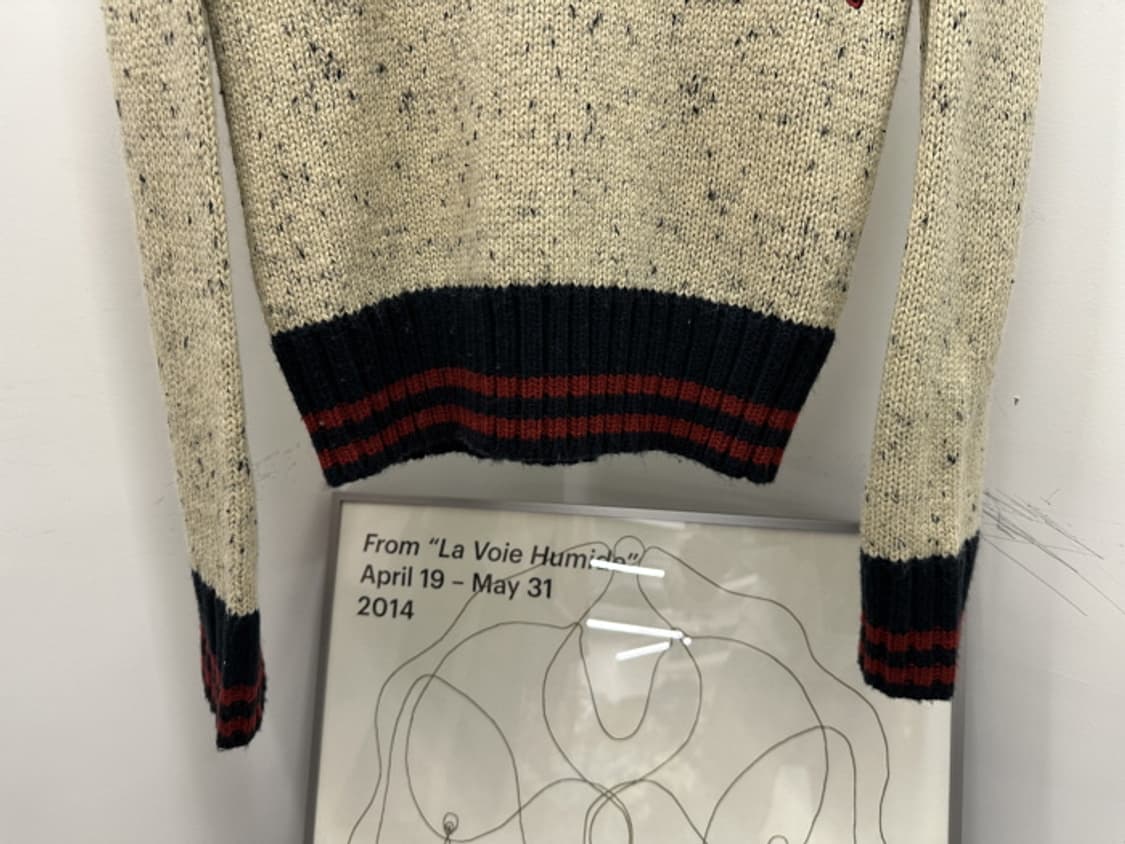 From “La Voie Humide”
April 19 – May 31
2014